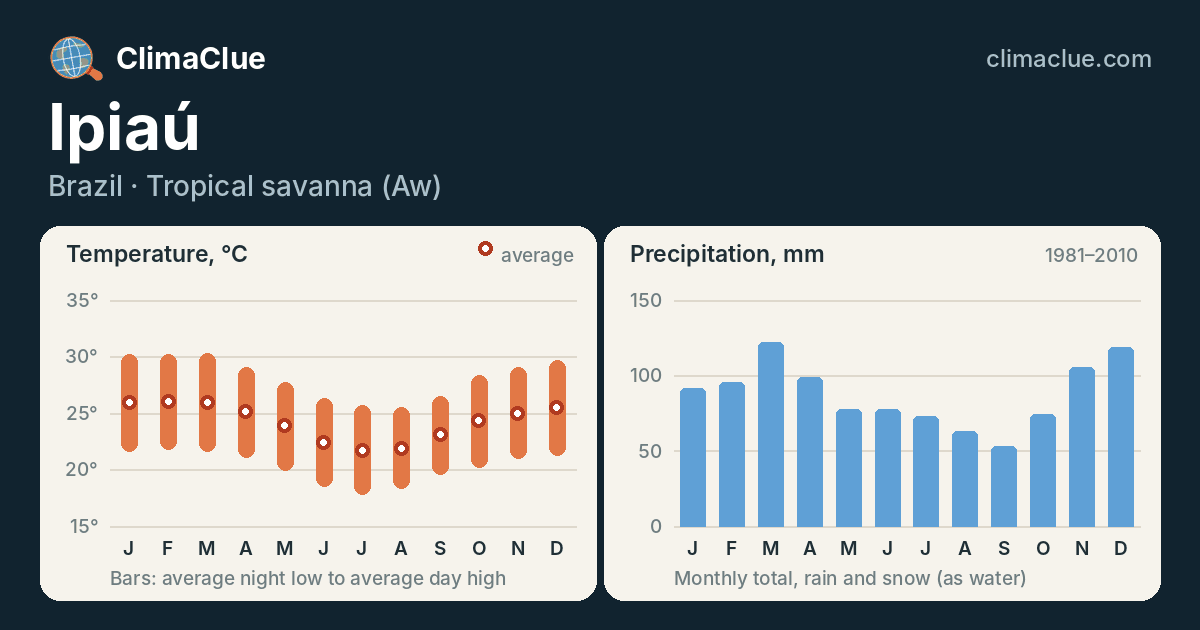 ClimaClue
climaclue.com
Ipiaú
Brazil · Tropical savanna (Aw)
Temperature, °C
average
35°
30°
25°
20°
15°
J F M A M J J A S O N D
Bars: average night low to average day high
Precipitation, mm
1981–2010
150
100
50
0
J F M A M J J A S O N D
Monthly total, rain and snow (as water)